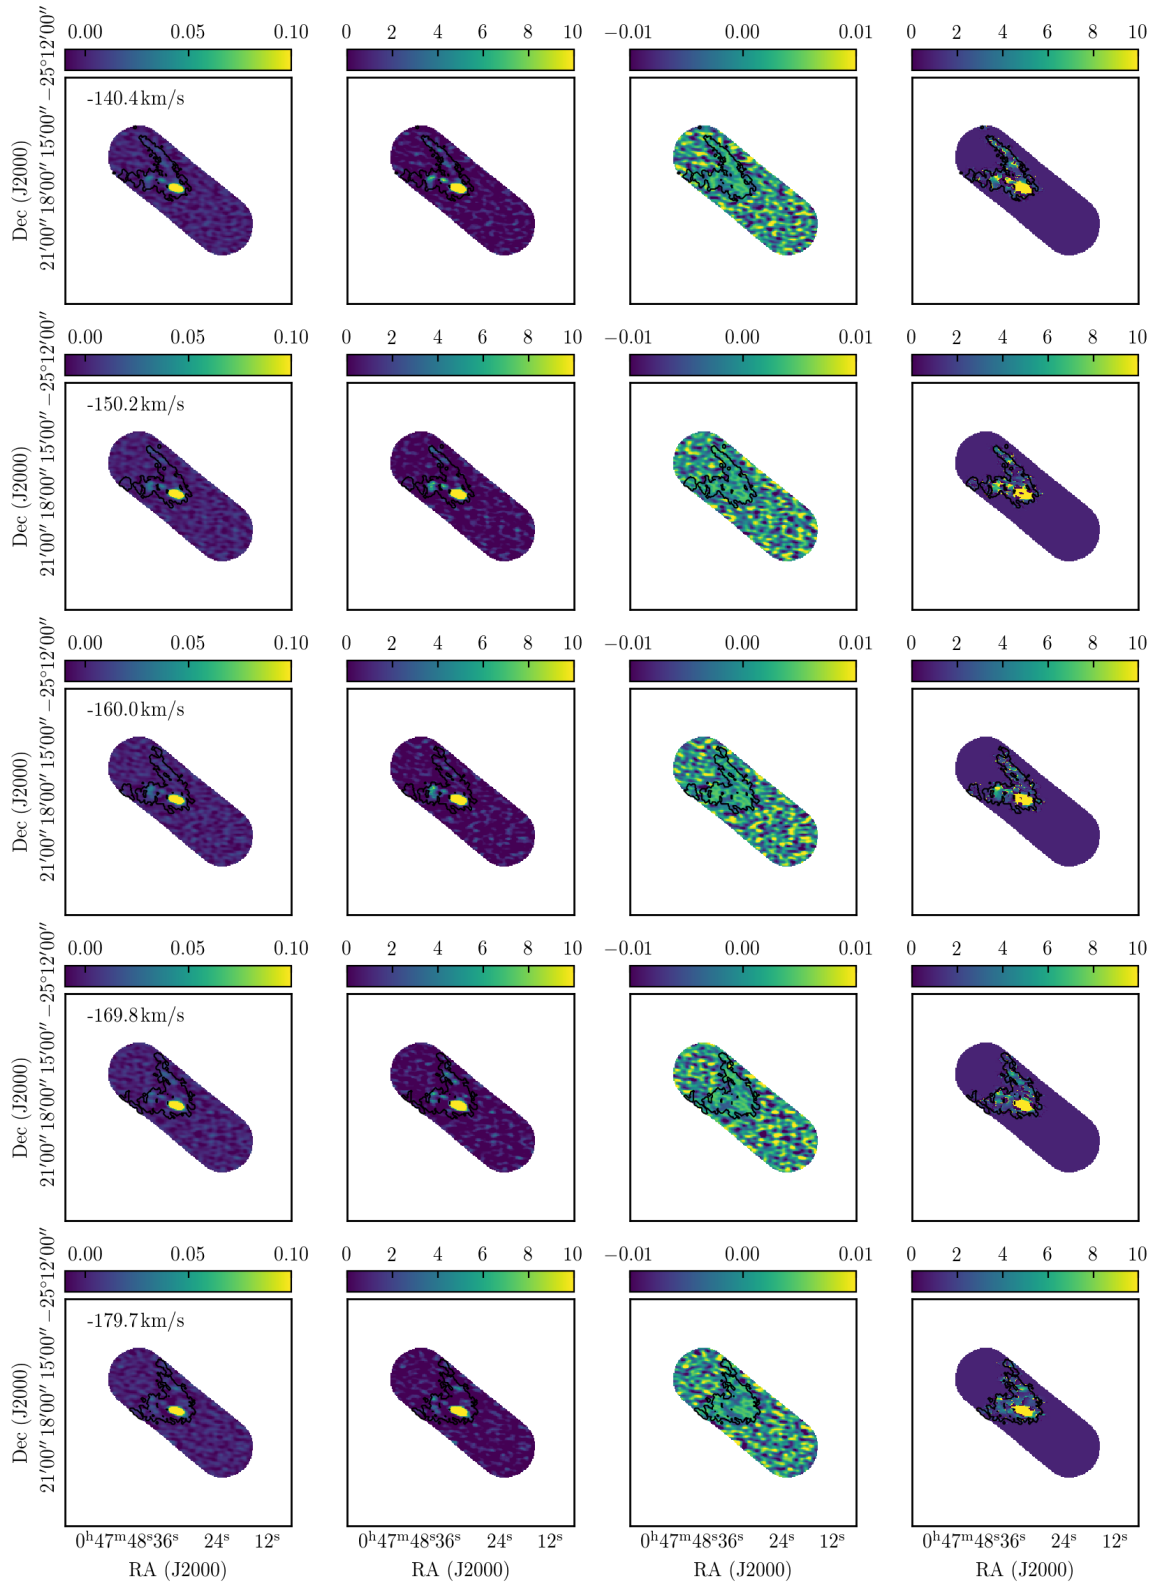 0.00 0.05 0.10 0 2 4 6 8 10 −0.01 0.00 0.01 0 2 4 6 8 10
-140.4km/s
Dec (J2000)
21′00″ 18′00″ 15′00″ −25°12′00″
0.00 0.05 0.10 0 2 4 6 8 10 −0.01 0.00 0.01 0 2 4 6 8 10
-150.2km/s
Dec (J2000)
21′00″ 18′00″ 15′00″ −25°12′00″
0.00 0.05 0.10 0 2 4 6 8 10 −0.01 0.00 0.01 0 2 4 6 8 10
-160.0km/s
Dec (J2000)
21′00″ 18′00″ 15′00″ −25°12′00″
0.00 0.05 0.10 0 2 4 6 8 10 −0.01 0.00 0.01 0 2 4 6 8 10
-169.8km/s
Dec (J2000)
21′00″ 18′00″ 15′00″ −25°12′00″
0.00 0.05 0.10 0 2 4 6 8 10 −0.01 0.00 0.01 0 2 4 6 8 10
-179.7km/s
Dec (J2000)
21′00″ 18′00″ 15′00″ −25°12′00″
0ʰ47ᵐ48ˢ36ˢ 24ˢ 12ˢ 0ʰ47ᵐ48ˢ36ˢ 24ˢ 12ˢ 0ʰ47ᵐ48ˢ36ˢ 24ˢ 12ˢ 0ʰ47ᵐ48ˢ36ˢ 24ˢ 12ˢ
RA (J2000) RA (J2000) RA (J2000) RA (J2000)